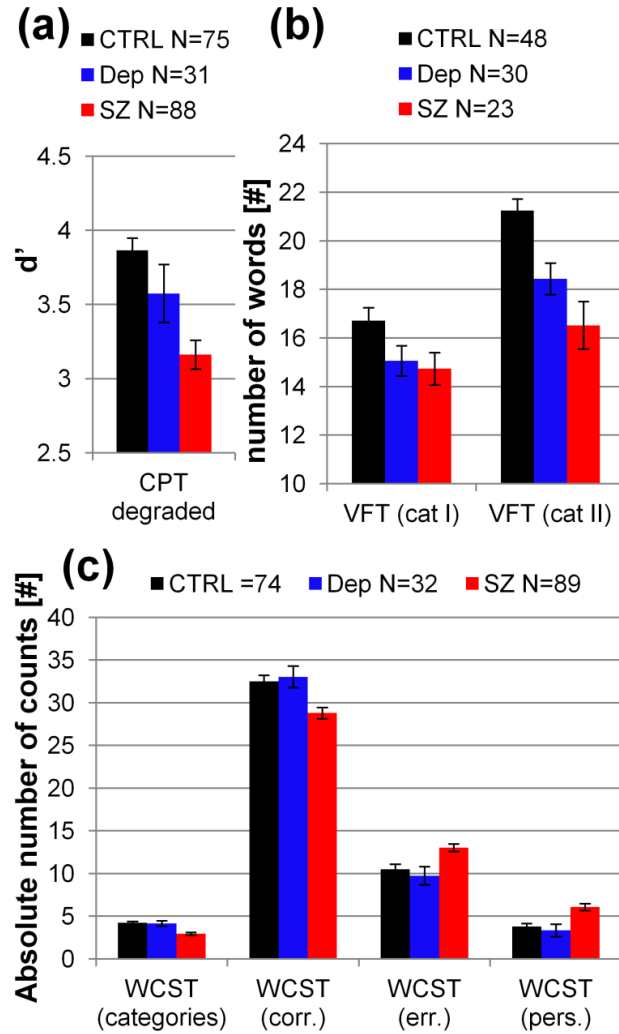 (a)
CTRL N=75
Dep N=31
SZ N=88
d’
4.5
4
3.5
3
2.5
CPT
degraded
(b)
CTRL N=48
Dep N=30
SZ N=23
number of words [#]
24
22
20
18
16
14
12
10
VFT (cat I)
VFT (cat II)
(c)
CTRL =74
Dep N=32
SZ N=89
Absolute number of counts [#]
40
35
30
25
20
15
10
5
0
WCST
(categories)
WCST
(corr.)
WCST
(err.)
WCST
(pers.)